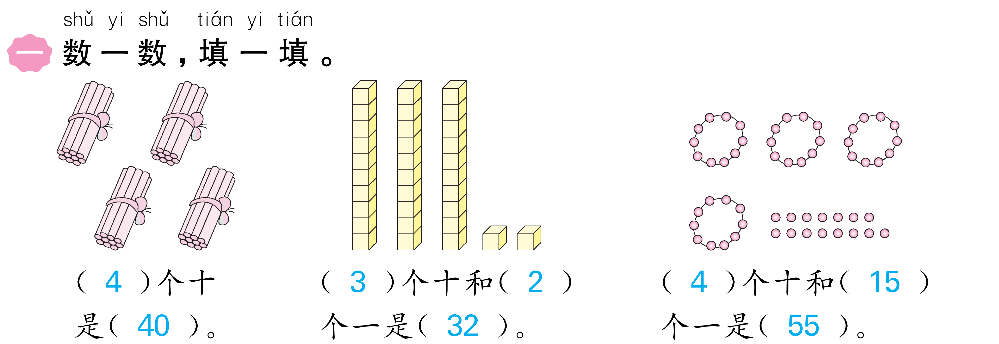 shǔ yi shǔ tián yi tián
一 数一数，填一填。
（ 4 ）个十
是（ 40 ）。
（ 3 ）个十和（ 2 ）
个一是（ 32 ）。
（ 4 ）个十和（ 15 ）
个一是（ 55 ）。